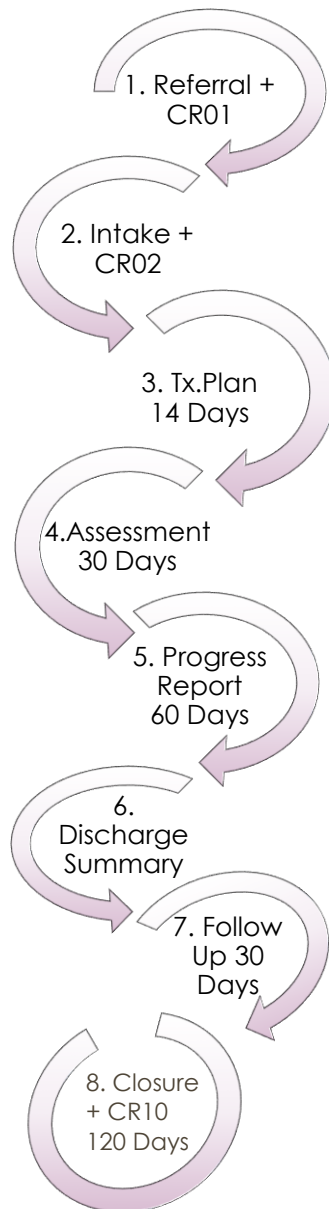 1. Referral +
CR01
2. Intake +
CR02
3. Tx.Plan
14 Days
4.Assessment
30 Days
5. Progress
Report
60 Days
6.
Discharge
Summary
7. Follow
Up 30
Days
8. Closure
+ CR10
120 Days